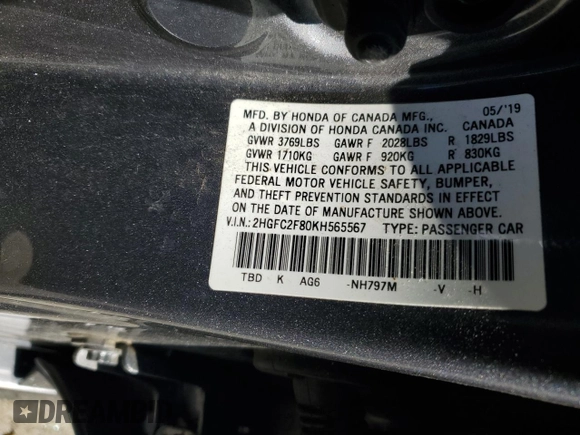 MFD. BY HONDA OF CANADA MFG., 05/'19
A DIVISION OF HONDA CANADA INC. CANADA
GVWR 3769LBS GAWR F 2028LBS R 1829LBS
GVWR 1710KG GAWR F 920KG R 830KG
THIS VEHICLE CONFORMS TO ALL APPLICABLE
FEDERAL MOTOR VEHICLE SAFETY, BUMPER,
AND THEFT PREVENTION STANDARDS IN EFFECT
ON THE DATE OF MANUFACTURE SHOWN ABOVE.
V.I.N.:2HGFC2F80KH565567 TYPE: PASSENGER CAR
TBD K AG6 -NH797M -V -H
DREAMBID